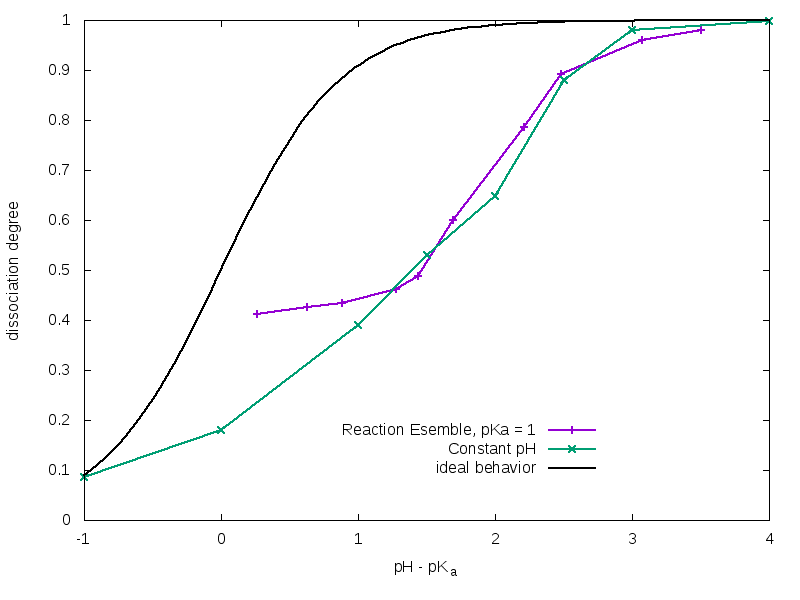 1
0.9
0.8
0.7
0.6
0.5
0.4
0.3
0.2
0.1
0
dissociation degree
Reaction Esemble, pKa = 1
Constant pH
ideal behavior
-1 0 1 2 3 4
pH - pKa